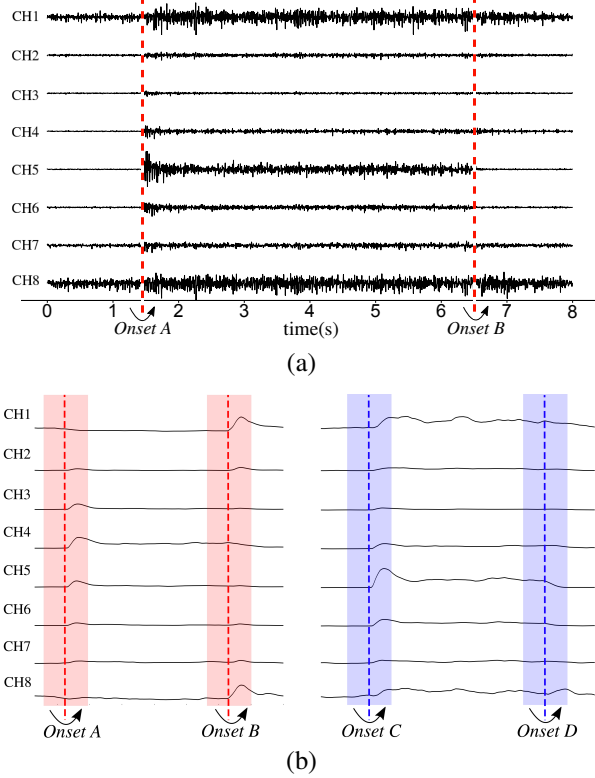 CH1
CH2
CH3
CH4
CH5
CH6
CH7
CH8
0 1 2 3 4 5 6 7 8
Onset A time(s) Onset B
(a)
CH1
CH2
CH3
CH4
CH5
CH6
CH7
CH8
Onset A Onset B Onset C Onset D
(b)